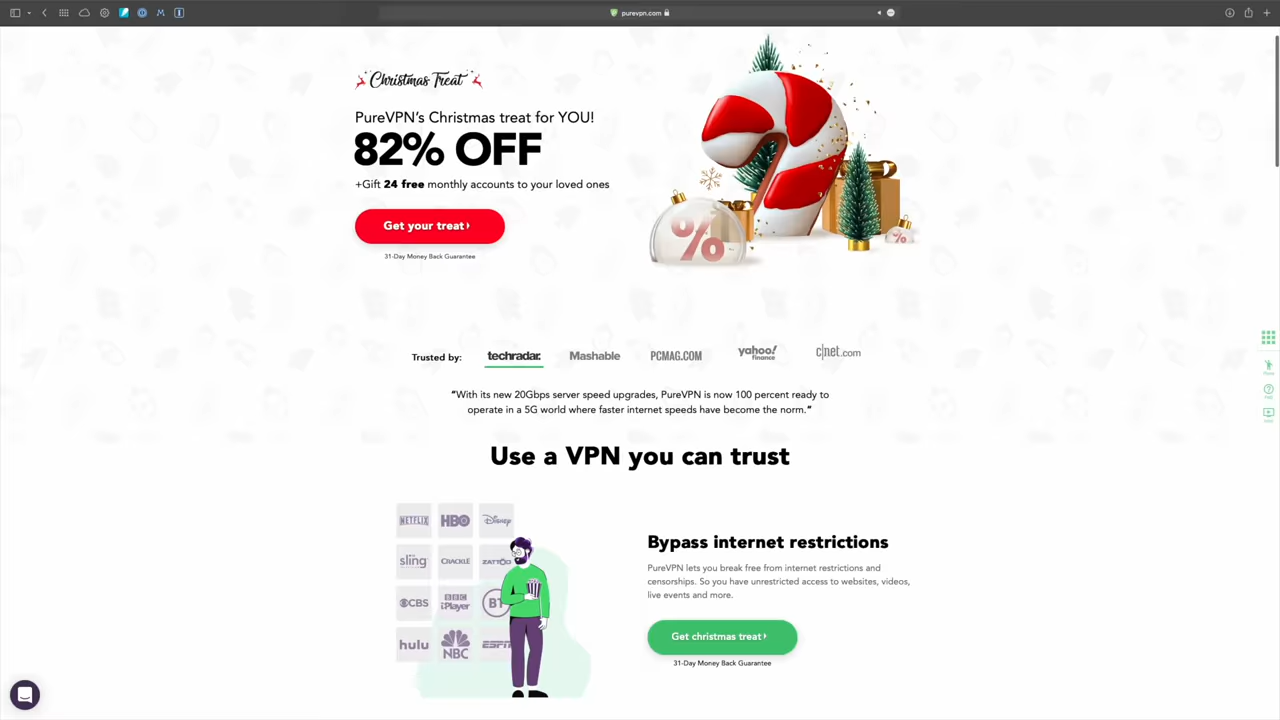 purevpn.com
Christmas Treat
PureVPN's Christmas treat for YOU!
82% OFF
+Gift 24 free monthly accounts to your loved ones
Get your treat
31-Day Money Back Guarantee
%
%
Trusted by:
techradar.
Mashable
PCMAG.COM
yahoo!
finance
c|net.com
“With its new 20Gbps server speed upgrades, PureVPN is now 100 percent ready to
operate in a 5G world where faster internet speeds have become the norm.”
Use a VPN you can trust
NETFLIX
HBO
Disney
sling
CRACKLE
ZATTOO
CBS
BBC
iPlayer
BT
hulu
NBC
ESPN
Bypass internet restrictions
PureVPN lets you break free from internet restrictions and
censorships. So you have unrestricted access to websites, videos,
live events and more.
Get christmas treat
31-Day Money Back Guarantee